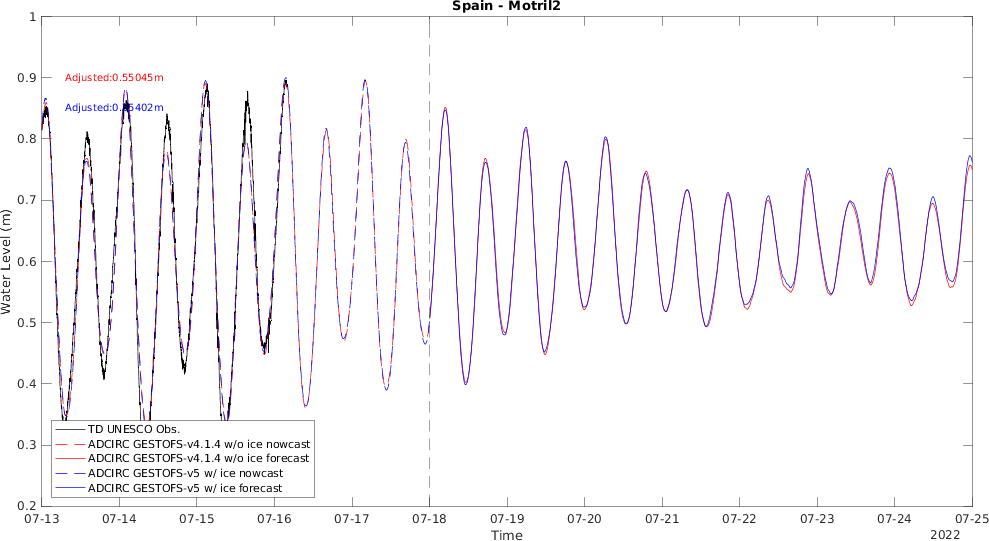 Spain - Motril2
1
0.9
0.8
0.7
0.6
0.5
0.4
0.3
0.2
Water Level (m)
Adjusted:0.55045m
TD UNESCO Obs.
ADCIRC GESTOFS-v4.1.4 w/o ice nowcast
ADCIRC GESTOFS-v4.1.4 w/o ice forecast
ADCIRC GESTOFS-v5 w/ ice nowcast
ADCIRC GESTOFS-v5 w/ ice forecast
07-13 07-14 07-15 07-16 07-17 07-18 07-19 07-20 07-21 07-22 07-23 07-24 07-25
Time
2022